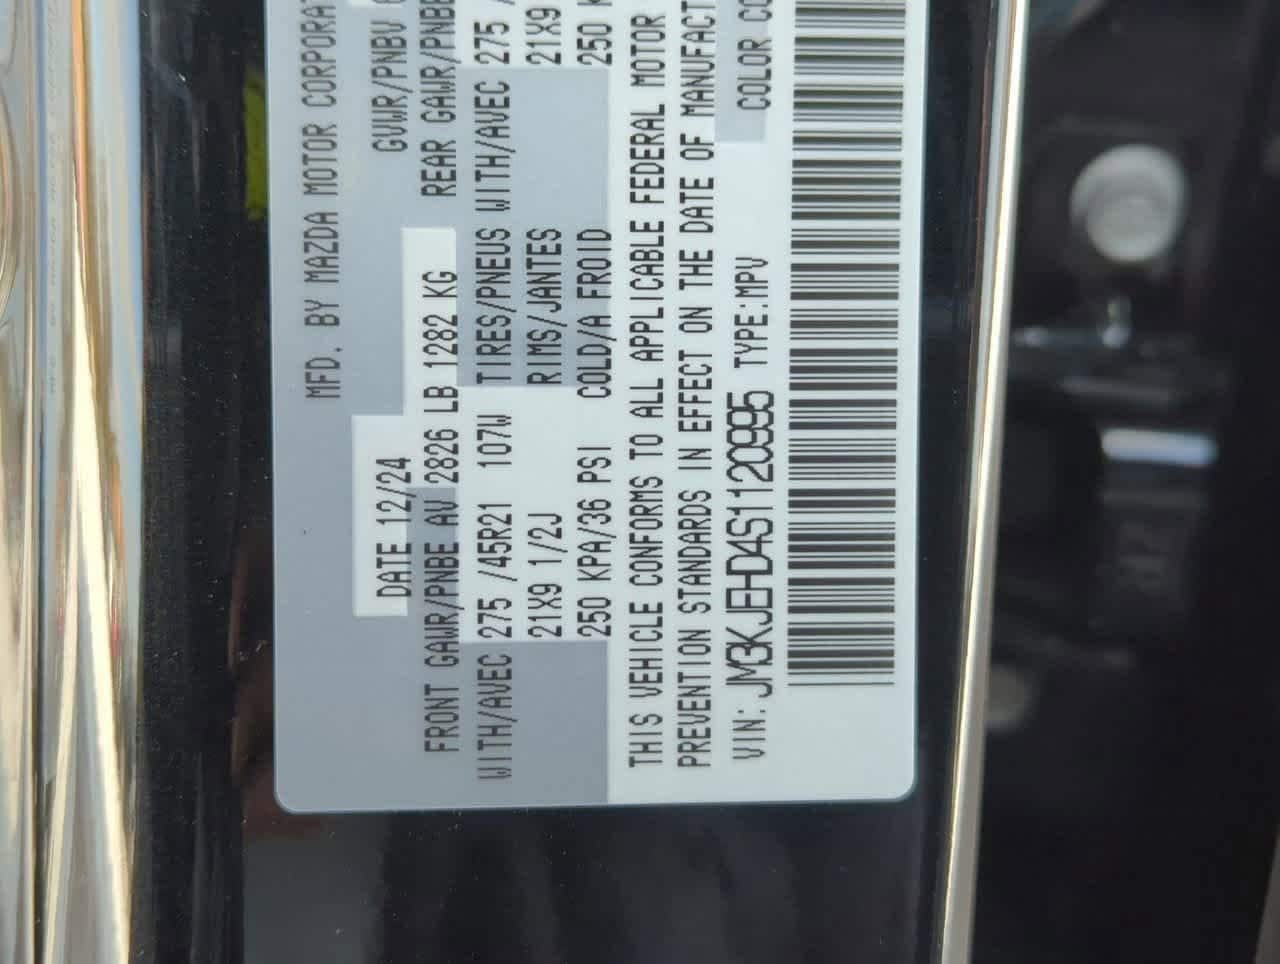 MFD. BY MAZDA MOTOR CORPORAT
DATE 12/24 GVWR/PNBV
FRONT GAWR/PNBE AV 2826 LB 1282 KG REAR GAWR/PNBE
WITH/AVEC 275 /45R21 107W TIRES/PNEUS WITH/AVEC 275 /
21X9 1/2J RIMS/JANTES 21X9
250 KPA/36 PSI COLD/A FROID 250 K
THIS VEHICLE CONFORMS TO ALL APPLICABLE FEDERAL MOTOR
PREVENTION STANDARDS IN EFFECT ON THE DATE OF MANUFACT
VIN: JM3KJEHD4S1120995 TYPE:MPV COLOR CO